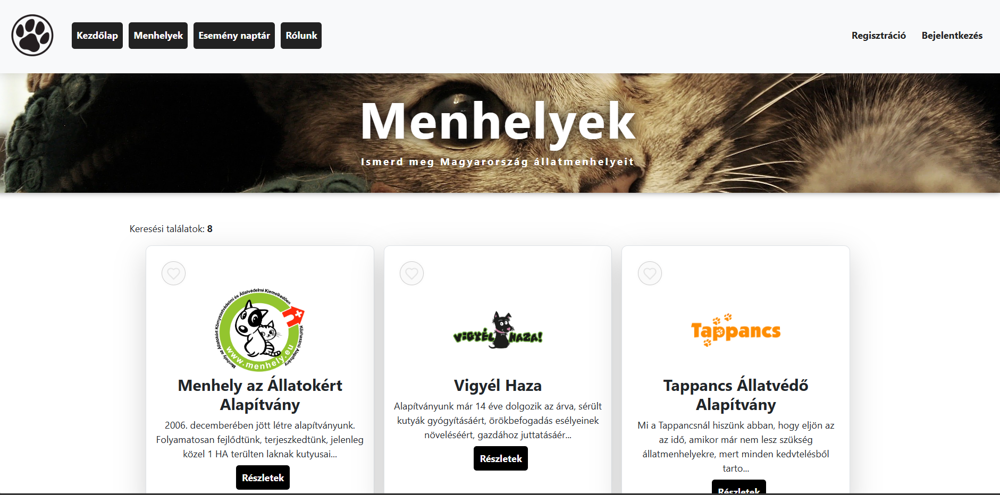 Kezdőlap Menhelyek Esemény naptár Rólunk Regisztráció Bejelentkezés
Menhelyek
Ismerd meg Magyarország állatmenhelyeit
Keresési találatok: 8
Menhely az Állatokért Környezetvédelmi és Állatvédelmi Kiemelkedően
Közhasznú Alapítvány
www.menhely.eu
Menhely az Állatokért
Alapítvány
2006. decemberében jött létre alapítványunk.
Folyamatosan fejlődtünk, terjeszkedtünk, jelenleg
közel 1 HA terülten laknak kutyusai...
Részletek
VIGYÉL HAZA!
Vigyél Haza
Alapítványunk már 14 éve dolgozik az árva, sérült
kutyák gyógyításáért, örökbefogadás esélyeinek
növeléséért, gazdához juttatásáér...
Részletek
Tappancs
Tappancs Állatvédő
Alapítvány
Mi a Tappancsnál hiszünk abban, hogy eljön az
az idő, amikor már nem lesz szükség
állatmenhelyekre, mert minden kedvtelésből
tarto...
Részletek